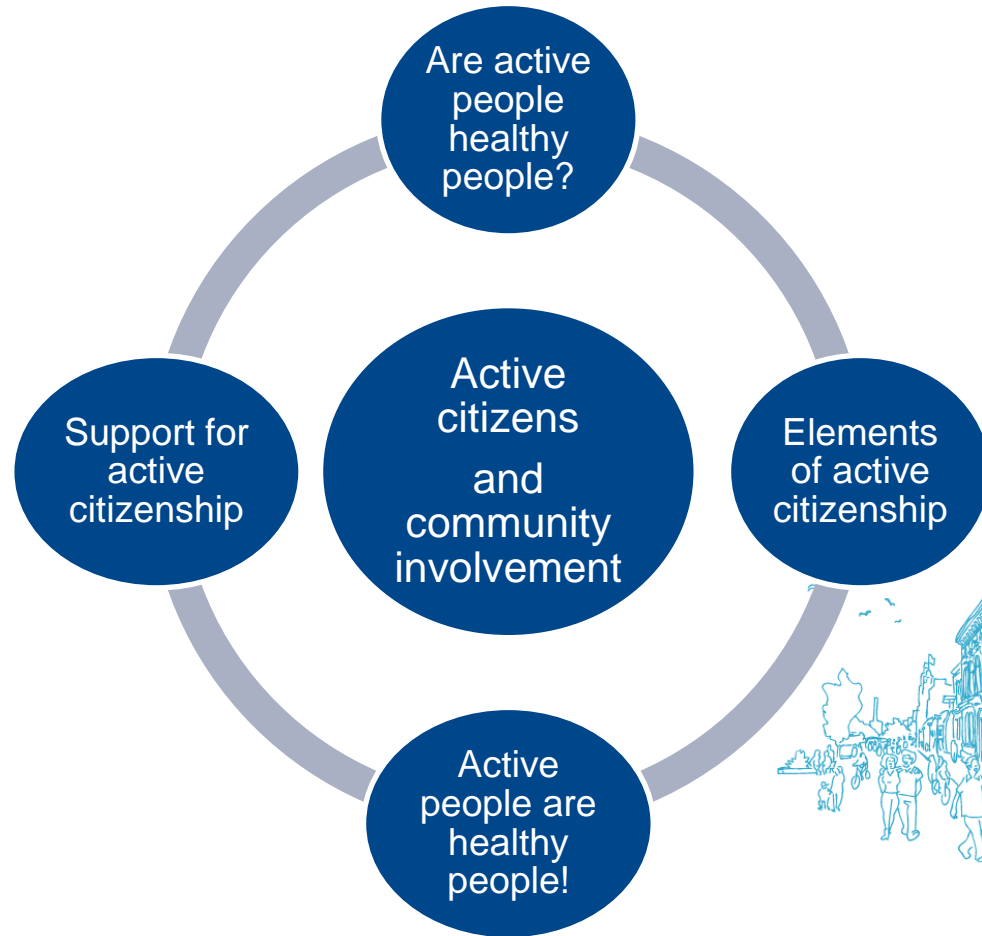 Are active
people
healthy
people?
Support for
active
citizenship
Active
citizens
and
community
involvement
Elements
of active
citizenship
Active
people are
healthy
people!